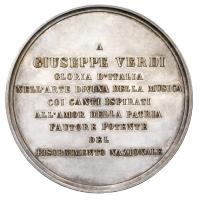 A
GIUSEPPE VERDI
GLORIA D'ITALIA
NELL'ARTE DIVINA DELLA MUSICA
COI CANTI ISPIRATI
ALL'AMOR DELLA PATRIA
FAUTORE POTENTE
DEL
RISORGIMENTO NAZIONALE